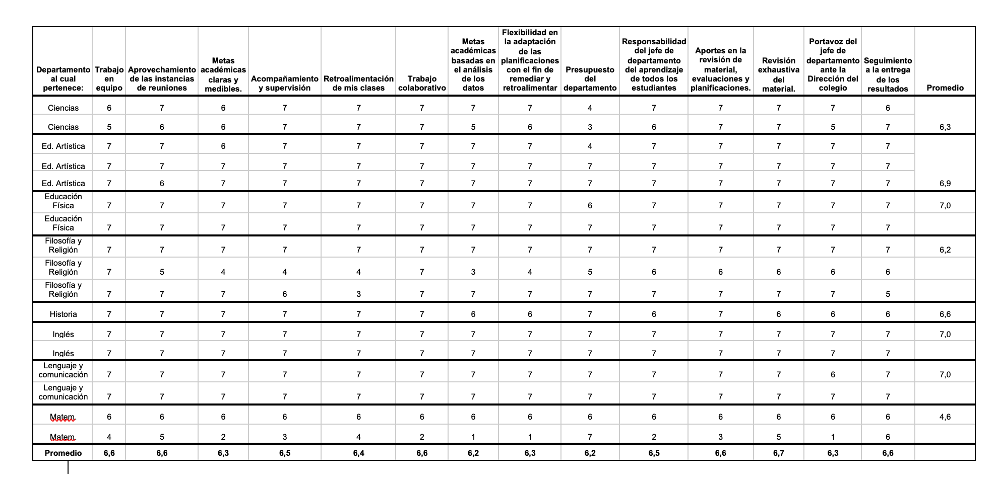 Departamento al cual pertenece: Trabajo en equipo Aprovechamiento de las instancias de reuniones Metas académicas claras y medibles. Acompañamiento y supervisión Retroalimentación de mis clases Trabajo colaborativo Metas académicas basadas en el análisis de los datos Flexibilidad en la adaptación de las planificaciones con el fin de remediar y retroalimentar Presupuesto del departamento Responsabilidad del jefe de departamento del aprendizaje de todos los estudiantes Aportes en la revisión de material, evaluaciones y planificaciones. Revisión exhaustiva del material. Portavoz del jefe de departamento ante la Dirección del colegio Seguimiento a la entrega de los resultados Promedio
Ciencias 6 7 6 7 7 7 7 7 4 7 7 7 7 6
Ciencias 5 6 6 7 7 7 5 6 3 6 7 7 5 7 6,3
Ed. Artística 7 7 6 7 7 7 7 7 4 7 7 7 7 7
Ed. Artística 7 7 7 7 7 7 7 7 7 7 7 7 7 7
Ed. Artística 7 6 7 7 7 7 7 7 7 7 7 7 7 7 6,9
Educación Física 7 7 7 7 7 7 7 7 6 7 7 7 7 7 7,0
Educación Física 7 7 7 7 7 7 7 7 7 7 7 7 7 7
Filosofía y Religión 7 7 7 7 7 7 7 7 7 7 7 7 7 7 6,2
Filosofía y Religión 7 5 4 4 4 7 3 4 5 6 6 6 6 6
Filosofía y Religión 7 7 7 6 3 7 7 7 7 7 7 7 7 5
Historia 7 7 7 7 7 7 6 6 7 6 7 6 6 6 6,6
Inglés 7 7 7 7 7 7 7 7 7 7 7 7 7 7 7,0
Inglés 7 7 7 7 7 7 7 7 7 7 7 7 7 7
Lenguaje y comunicación 7 7 7 7 7 7 7 7 7 7 7 7 6 7 7,0
Lenguaje y comunicación 7 7 7 7 7 7 7 7 7 7 7 7 7 7
Matem. 6 6 6 6 6 6 6 6 6 6 6 6 6 6 4,6
Matem. 4 5 2 3 4 2 1 1 7 2 3 5 1 6
Promedio 6,6 6,6 6,3 6,5 6,4 6,6 6,2 6,3 6,2 6,5 6,6 6,7 6,3 6,6